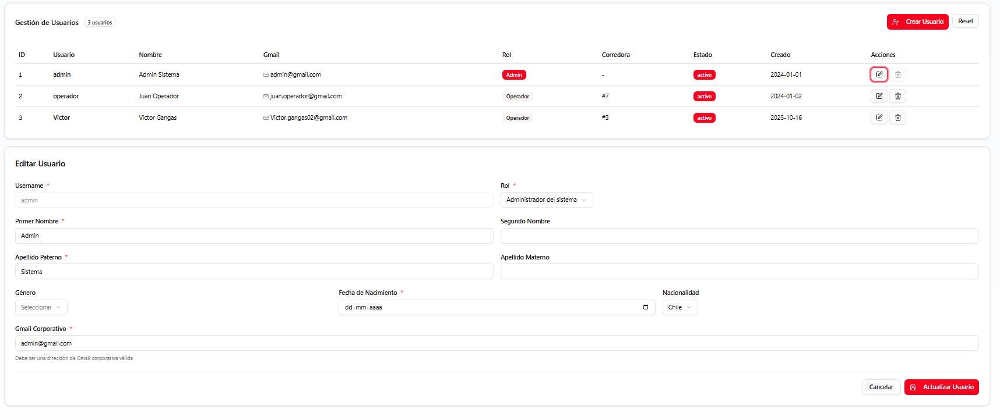 Gestión de Usuarios 3 usuarios Crear Usuario Reset
ID Usuario Nombre Gmail Rol Corredora Estado Creado Acciones
1 admin Admin Sistema admin@gmail.com Admin - activo 2024-01-01
2 operador Juan Operador juan.operador@gmail.com Operador #7 activo 2024-01-02
3 Victor Victor Gangas Victor.gangas02@gmail.com Operador #3 activo 2025-10-16
Editar Usuario
Username * Rol *
admin Administrador del sistema
Primer Nombre * Segundo Nombre
Admin
Apellido Paterno * Apellido Materno
Sistema
Género Fecha de Nacimiento * Nacionalidad
Seleccionar dd-mm-aaaa Chile
Gmail Corporativo *
admin@gmail.com
Debe ser una dirección de Gmail corporativa válida
Cancelar Actualizar Usuario